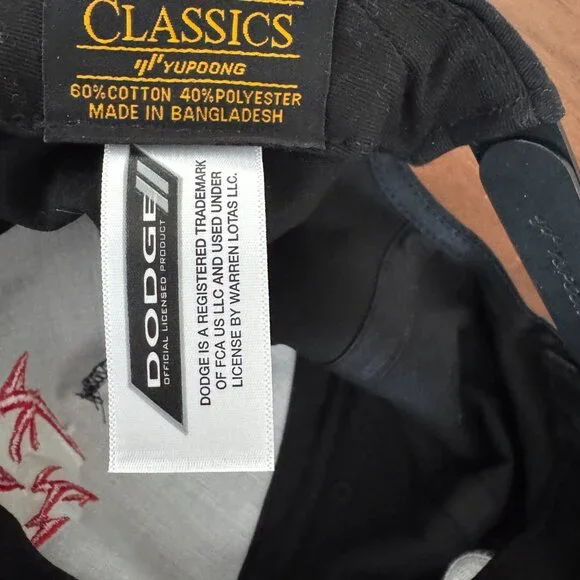 CLASSICS
YUPOONG
60%COTTON 40%POLYESTER
MADE IN BANGLADESH
DODGE
OFFICIAL LICENSED PRODUCT
DODGE IS A REGISTERED TRADEMARK
OF FCA US LLC AND USED UNDER
LICENSE BY WARREN LOTAS LLC.